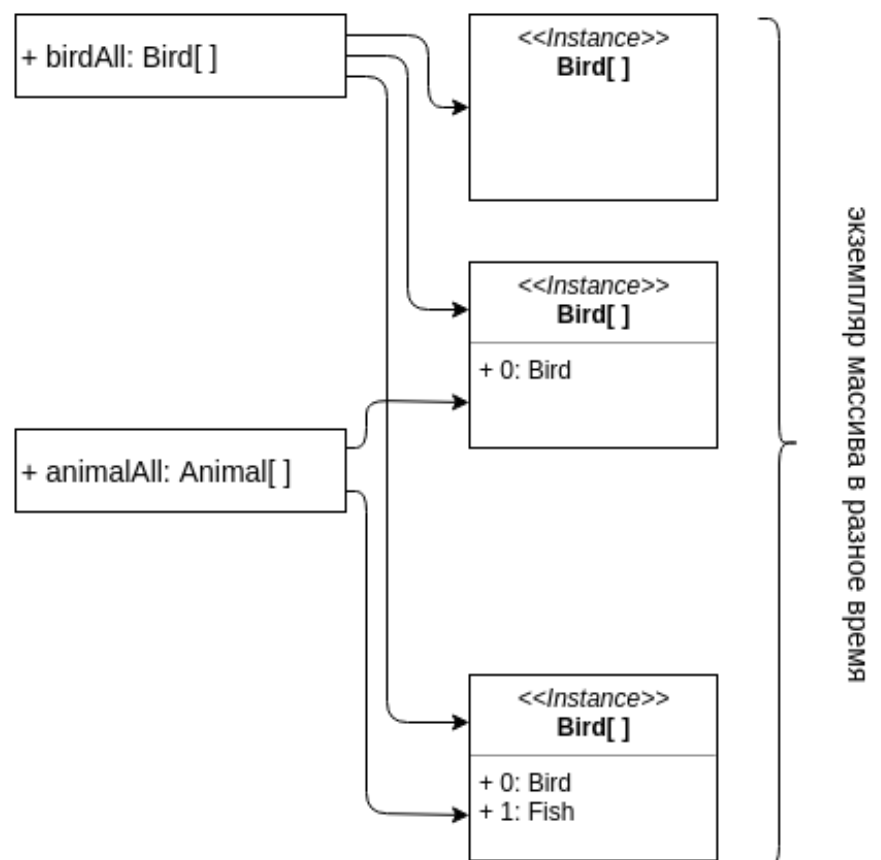 + birdAll: Bird[ ]
<<Instance>>
Bird[ ]
<<Instance>>
Bird[ ]
+ 0: Bird
+ animalAll: Animal[ ]
<<Instance>>
Bird[ ]
+ 0: Bird
+ 1: Fish
экземпляр массива в разное время